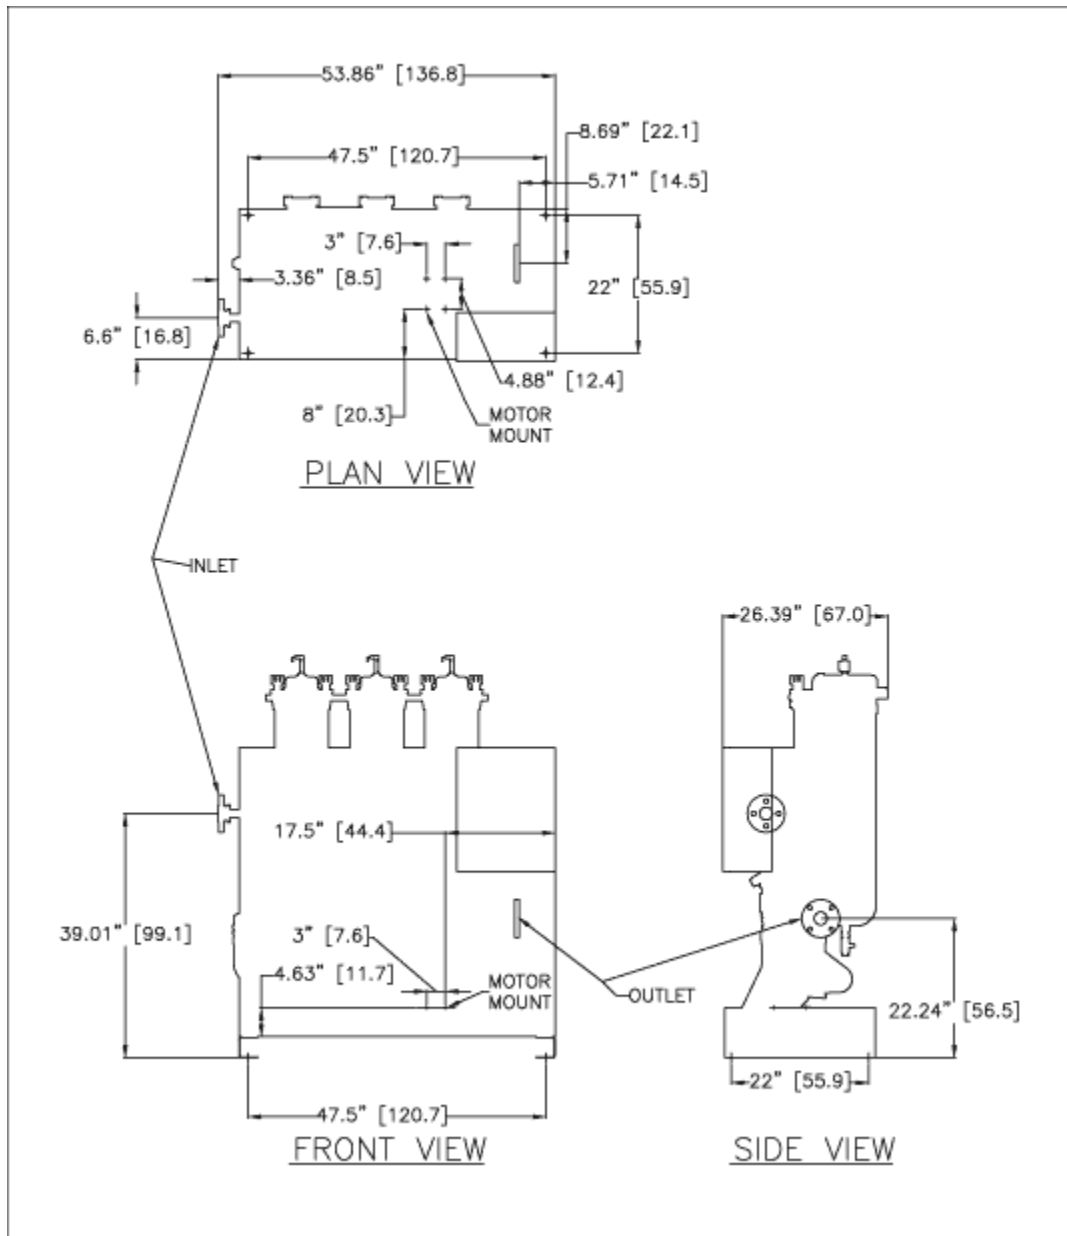 53.86" [136.8]
8.69" [22.1]
47.5" [120.7]
5.71" [14.5]
3" [7.6]
3.36" [8.5]
22" [55.9]
6.6" [16.8]
4.88" [12.4]
8" [20.3]
MOTOR
MOUNT
PLAN VIEW
INLET
26.39" [67.0]
17.5" [44.4]
39.01" [99.1]
3" [7.6]
4.63" [11.7]
MOTOR
MOUNT
OUTLET
22.24" [56.5]
22" [55.9]
47.5" [120.7]
FRONT VIEW
SIDE VIEW